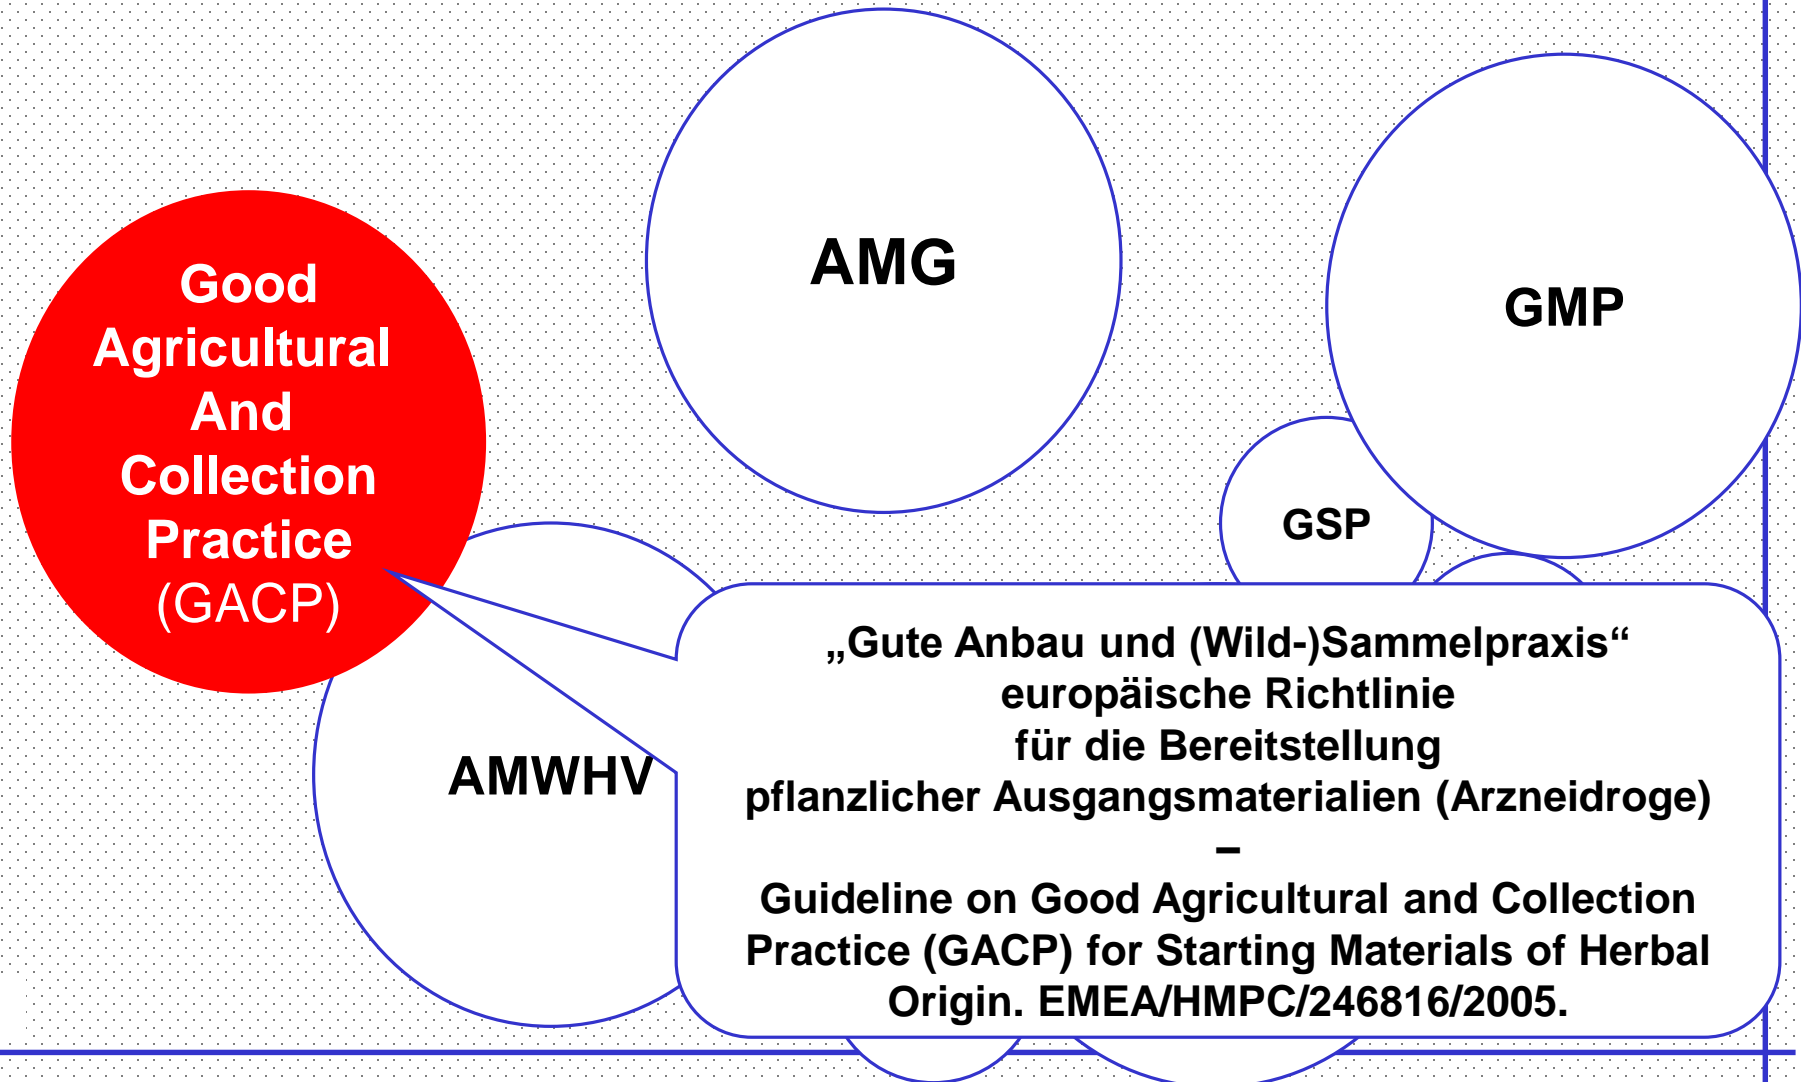 AMG
GMP
Good
Agricultural
And
Collection
Practice
(GACP)
GSP
AMWHV
„Gute Anbau und (Wild-)Sammelpraxis“
europäische Richtlinie
für die Bereitstellung
pflanzlicher Ausgangsmaterialien (Arzneidroge)
–
Guideline on Good Agricultural and Collection
Practice (GACP) for Starting Materials of Herbal
Origin. EMEA/HMPC/246816/2005.